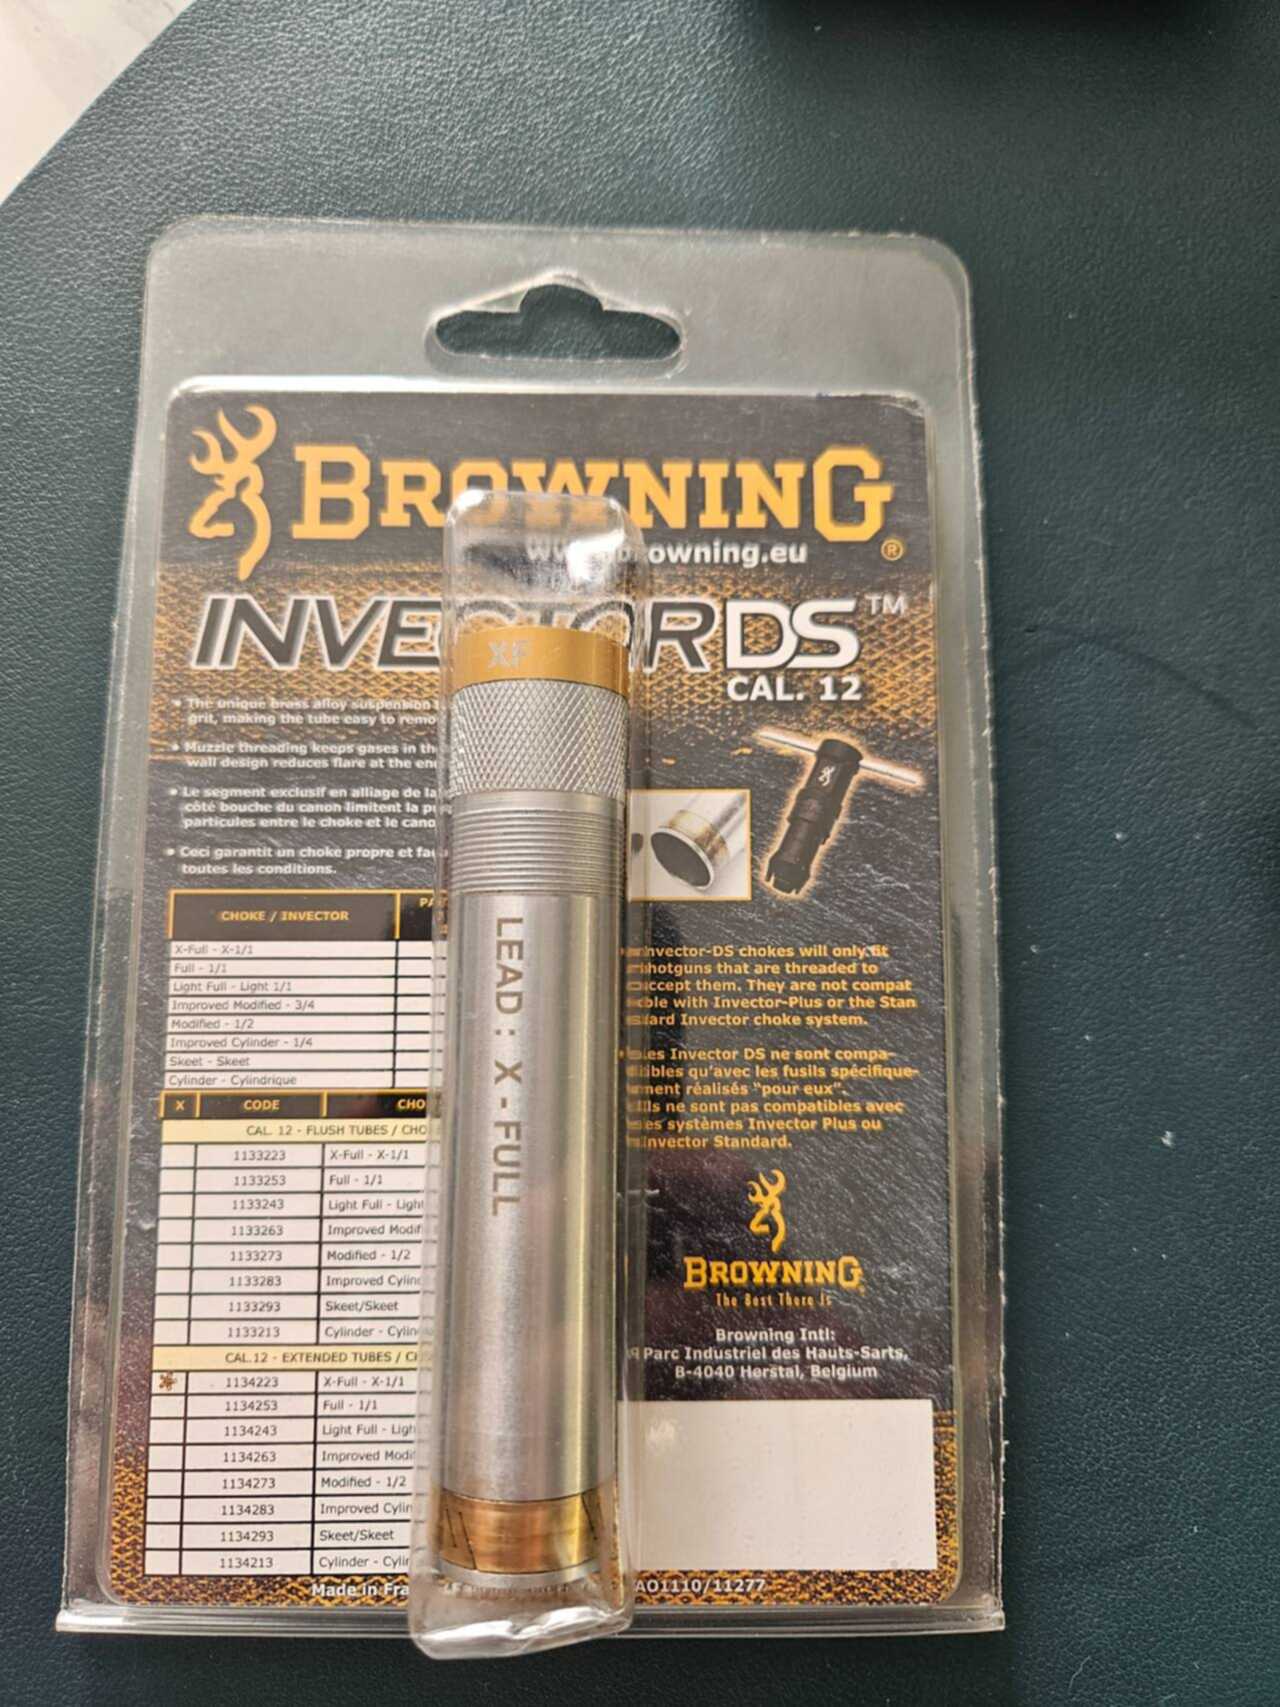 BROWNING
®
www.browning.eu
INVECTOR DS™
CAL. 12
XF
• The unique brass alloy suspension
grit, making the tube easy to remo
• Muzzle threading keeps gases in th
wall design reduces flare at the en
• Le segment exclusif en alliage de la
côté bouche du canon limitent la
particules entre le choke et le cano
• Ceci garantit un choke propre et
toutes les conditions.
CHOKE / INVECTOR
X-Full - X-1/1
Full - 1/1
Light Full - Light 1/1
Improved Modified - 3/4
Modified - 1/2
Improved Cylinder - 1/4
Skeet - Skeet
Cylinder - Cylindrique
X CODE CHO
CAL. 12 - FLUSH TUBES / CHO
1133223 X-Full - X-1/1
1133253 Full - 1/1
1133243 Light Full - Light
1133263 Improved Modif
1133273 Modified - 1/2
1133283 Improved Cylind
1133293 Skeet/Skeet
1133213 Cylinder - Cylin
CAL.12 - EXTENDED TUBES / CH
1134223 X-Full - X-1/1
1134253 Full - 1/1
1134243 Light Full - Ligh
1134263 Improved Modi
1134273 Modified - 1/2
1134283 Improved Cylin
1134293 Skeet/Skeet
1134213 Cylinder - Cylin
Made in Fra
LEAD: X-FULL
Invector-DS chokes will only fit
shotguns that are threaded to
accept them. They are not compat
ible with Invector-Plus or the Stan
dard Invector choke system.
• Les Invector DS ne sont compa-
tibles qu'avec les fusils spécifique-
ment réalisés "pour eux".
Ils ne sont pas compatibles avec
les systèmes Invector Plus ou
Invector Standard.
BROWNING
The Best There Is
Browning Intl:
Parc Industriel des Hauts-Sarts,
B-4040 Herstal, Belgium
AO1110/11277